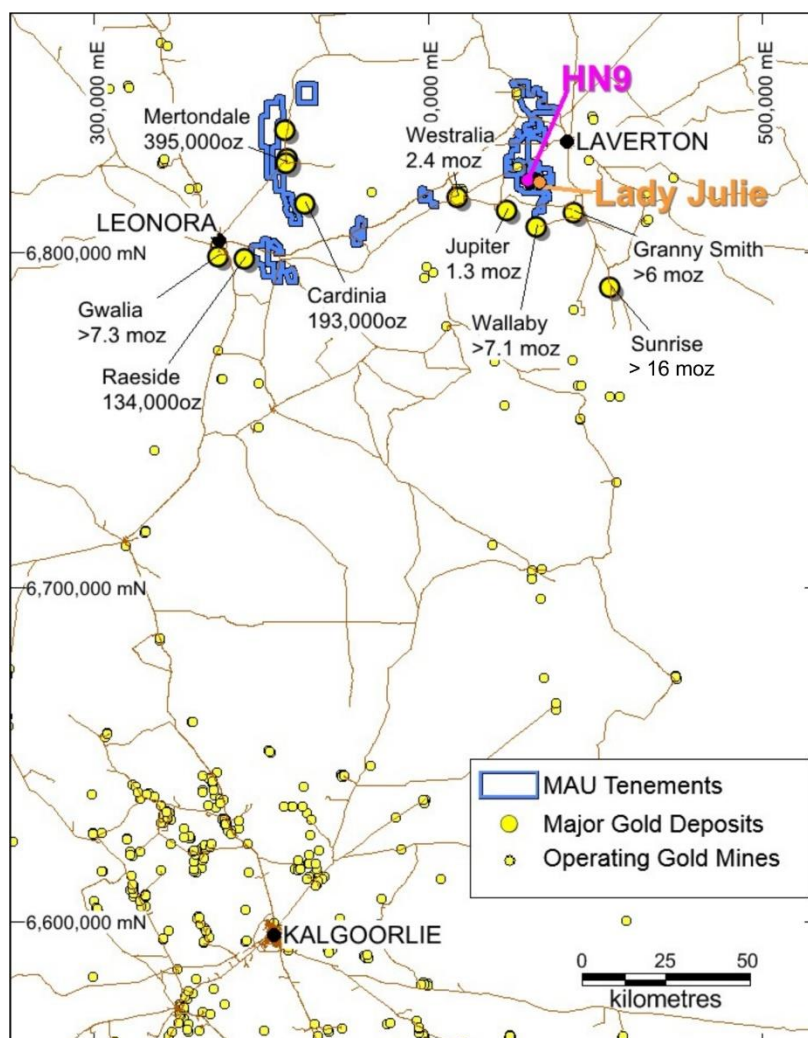 300,000 mE
0,000 mE
500,000 mE
HN9
Mertondale
395,000oz
Westralia
2.4 moz
LAVERTON
Lady Julie
LEONORA
6,800,000 mN
Jupiter
1.3 moz
Granny Smith
>6 moz
Gwalia
>7.3 moz
Cardinia
193,000oz
Wallaby
>7.1 moz
Sunrise
> 16 moz
Raeside
134,000oz
6,700,000 mN
MAU Tenements
Major Gold Deposits
Operating Gold Mines
6,600,000 mN
KALGOORLIE
0 25 50
kilometres